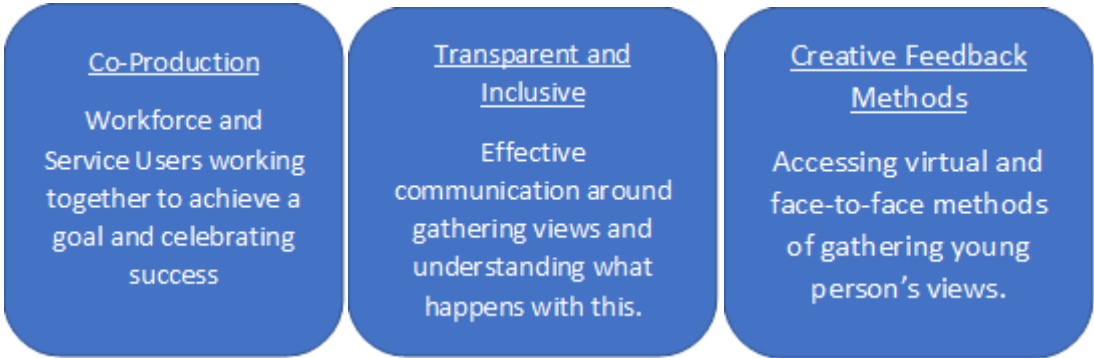 Co-Production
Workforce and
Service Users working
together to achieve a
goal and celebrating
success
Transparent and
Inclusive
Effective
communication around
gathering views and
understanding what
happens with this.
Creative Feedback
Methods
Accessing virtual and
face-to-face methods
of gathering young
person’s views.